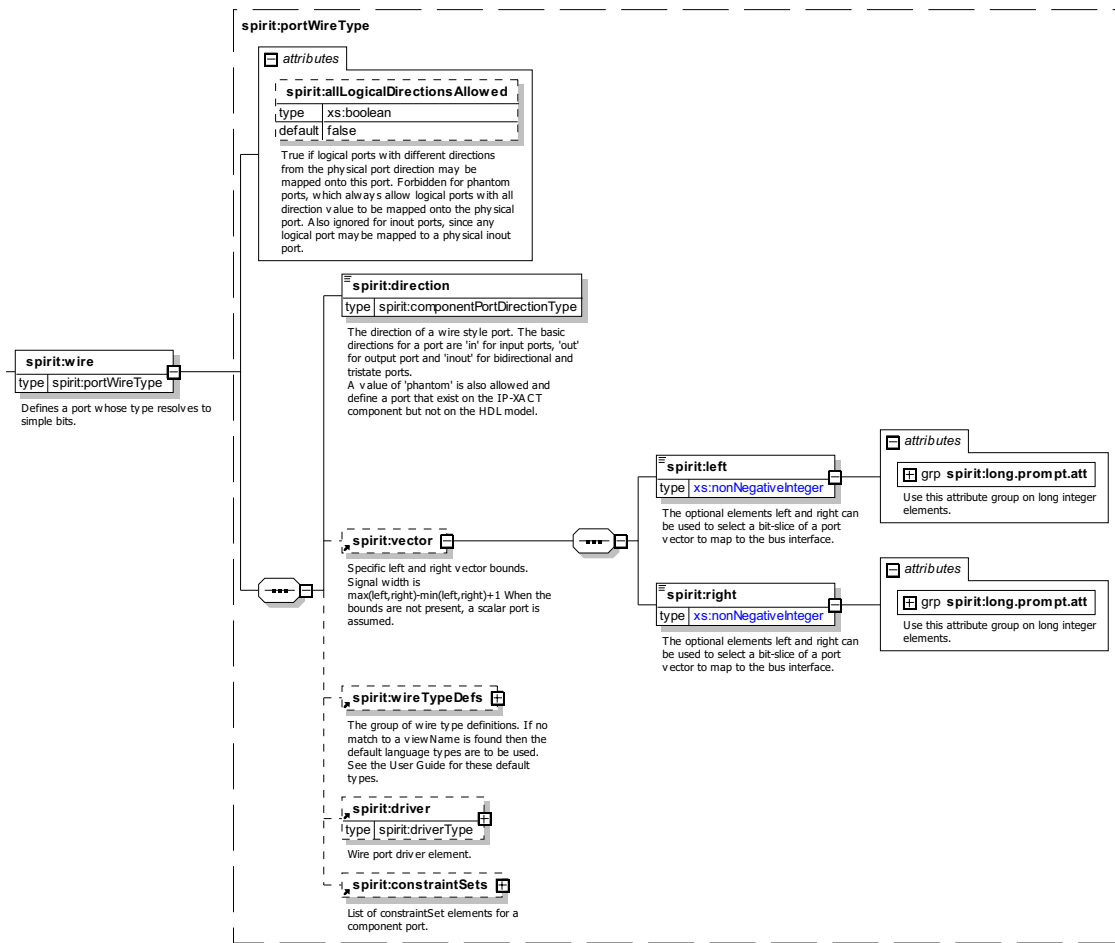 spirit:portWireType
attributes
spirit:allLogicalDirectionsAllowed
type xs:boolean
default false
True if logical ports with different directions
from the physical port direction may be
mapped onto this port. Forbidden for phantom
ports, which always allow logical ports with all
direction value to be mapped onto the physical
port. Also ignored for inout ports, since any
logical port may be mapped to a physical inout
port.
spirit:wire
type spirit:portWireType
Defines a port whose type resolves to
simple bits.
spirit:direction
type spirit:componentPortDirectionType
The direction of a wire style port. The basic
directions for a port are 'in' for input ports, 'out'
for output port and 'inout' for bidirectional and
tristate ports.
A value of 'phantom' is also allowed and
define a port that exist on the IP-XACT
component but not on the HDL model.
spirit:vector
Specific left and right vector bounds.
Signal width is
max(left,right)-min(left,right)+1 When the
bounds are not present, a scalar port is
assumed.
spirit:left
type xs:nonNegativeInteger
The optional elements left and right can
be used to select a bit-slice of a port
vector to map to the bus interface.
attributes
grp spirit:long.prompt.att
Use this attribute group on long integer
elements.
spirit:right
type xs:nonNegativeInteger
The optional elements left and right can
be used to select a bit-slice of a port
vector to map to the bus interface.
attributes
grp spirit:long.prompt.att
Use this attribute group on long integer
elements.
spirit:wireTypeDefs
The group of wire type definitions. If no
match to a viewName is found then the
default language types are to be used.
See the User Guide for these default
types.
spirit:driver
type spirit:driverType
Wire port driver element.
spirit:constraintSets
List of constraintSet elements for a
component port.